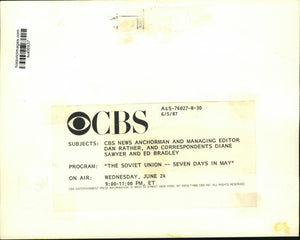 A&S-74027-0-30
6/5/87
CBS
SUBJECTS: CBS NEWS ANCHORMAN AND MANAGING EDITOR
DAN RATHER, AND CORRESPONDENTS DIANE
SAWYER AND ED BRADLEY
PROGRAM: "THE SOVIET UNION -- SEVEN DAYS IN MAY"
ON AIR: WEDNESDAY, JUNE 24
9:00-11:00 PM, ET